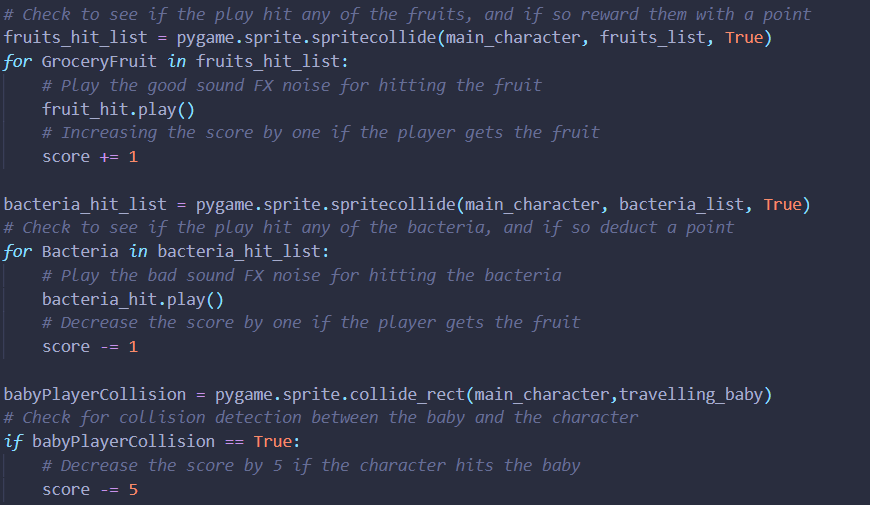 # Check to see if the play hit any of the fruits, and if so reward them with a point
fruits_hit_list = pygame.sprite.spritecollide(main_character, fruits_list, True)
for GroceryFruit in fruits_hit_list:
    # Play the good sound FX noise for hitting the fruit
    fruit_hit.play()
    # Increasing the score by one if the player gets the fruit
    score += 1

bacteria_hit_list = pygame.sprite.spritecollide(main_character, bacteria_list, True)
# Check to see if the play hit any of the bacteria, and if so deduct a point
for Bacteria in bacteria_hit_list:
    # Play the bad sound FX noise for hitting the bacteria
    bacteria_hit.play()
    # Decrease the score by one if the player gets the fruit
    score -= 1

babyPlayerCollision = pygame.sprite.collide_rect(main_character,travelling_baby)
# Check for collision detection between the baby and the character
if babyPlayerCollision == True:
    # Decrease the score by 5 if the character hits the baby
    score -= 5